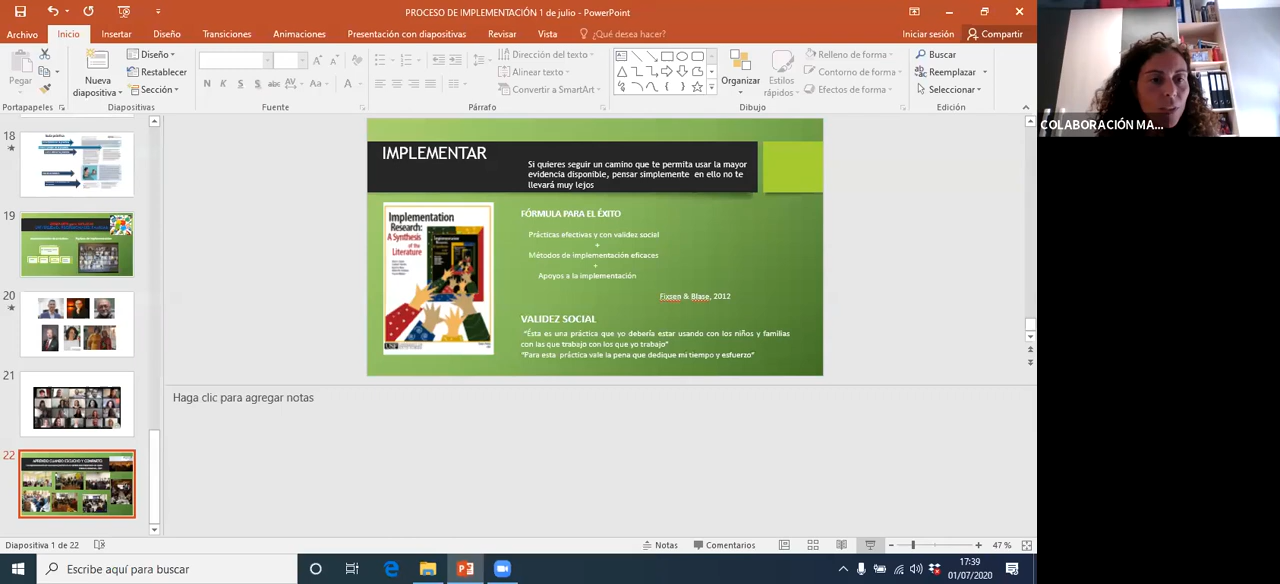 PROCESO DE IMPLEMENTACIÓN 1 de julio - PowerPoint
Archivo Inicio Insertar Diseño Transiciones Animaciones Presentación con diapositivas Revisar Vista ¿Qué desea hacer? Iniciar sesión Compartir
Pegar
Nueva diapositiva
Diseño
Restablecer
Sección
N K S S abc AV Aa A
Dirección del texto
Alinear texto
Convertir a SmartArt
Organizar
Estilos rápidos
Relleno de forma
Contorno de forma
Efectos de forma
Buscar
Reemplazar
Seleccionar
Portapapeles Diapositivas Fuente Párrafo Dibujo Edición
COLABORACIÓN MA...
18
19
20
21
22
IMPLEMENTAR
Si quieres seguir un camino que te permita usar la mayor
evidencia disponible, pensar simplemente en ello no te
llevará muy lejos
Implementation
Research:
A Synthesis
of the
Literature
FÓRMULA PARA EL ÉXITO
Prácticas efectivas y con validez social
+
Métodos de implementación eficaces
+
Apoyos a la implementación
Fixsen & Blase, 2012
VALIDEZ SOCIAL
"Ésta es una práctica que yo debería estar usando con los niños y familias
con las que trabajo con los que yo trabajo"
"Para esta práctica vale la pena que dedique mi tiempo y esfuerzo"
Haga clic para agregar notas
Diapositiva 1 de 22 Notas Comentarios 47 %
Escribe aquí para buscar
17:39
01/07/2020